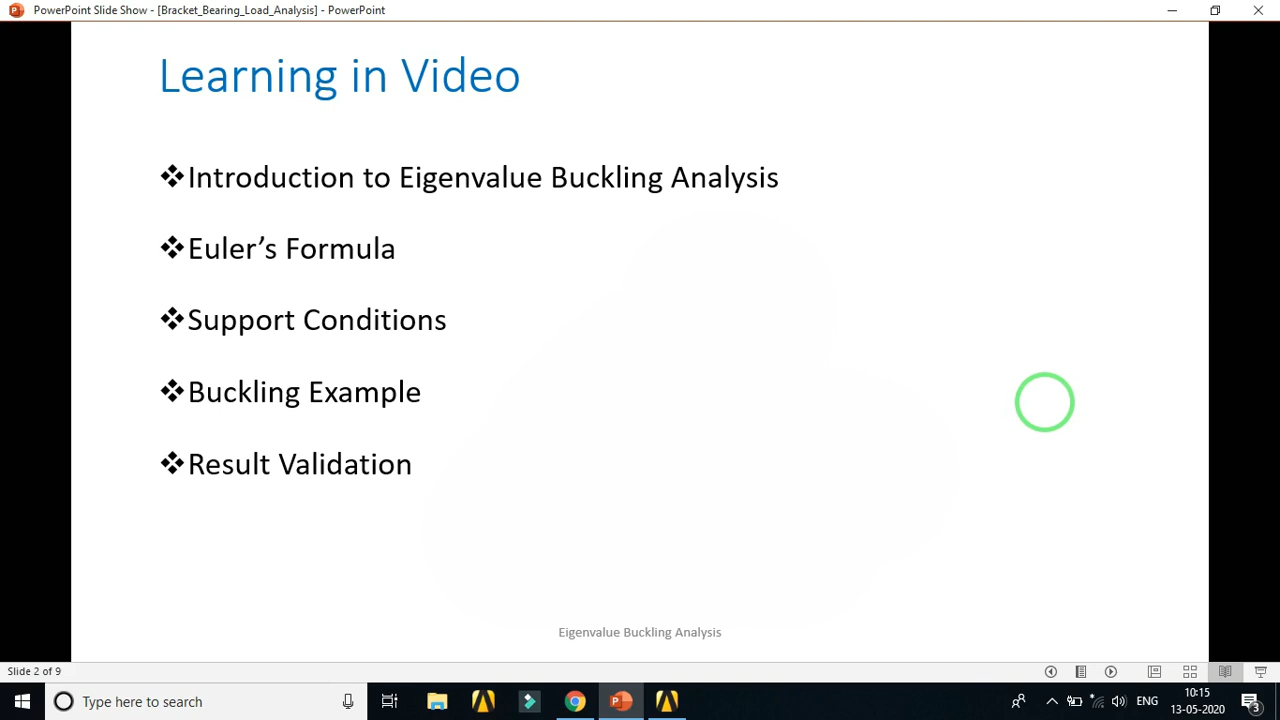 PowerPoint Slide Show - [Bracket_Bearing_Load_Analysis] - PowerPoint
Learning in Video
❖Introduction to Eigenvalue Buckling Analysis
❖Euler’s Formula
❖Support Conditions
❖Buckling Example
❖Result Validation
Eigenvalue Buckling Analysis
Slide 2 of 9
Type here to search
ENG
10:15
13-05-2020
3